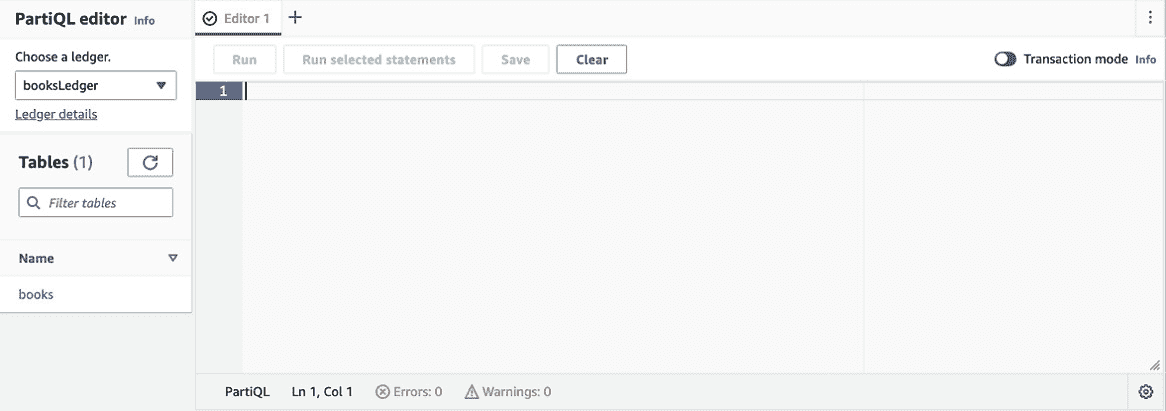 PartiQL editor Info
Choose a ledger.
booksLedger
Ledger details
Tables (1)
Filter tables
Name
books
Editor 1
Run Run selected statements Save Clear Transaction mode Info
1
PartiQL Ln 1, Col 1 Errors: 0 Warnings: 0